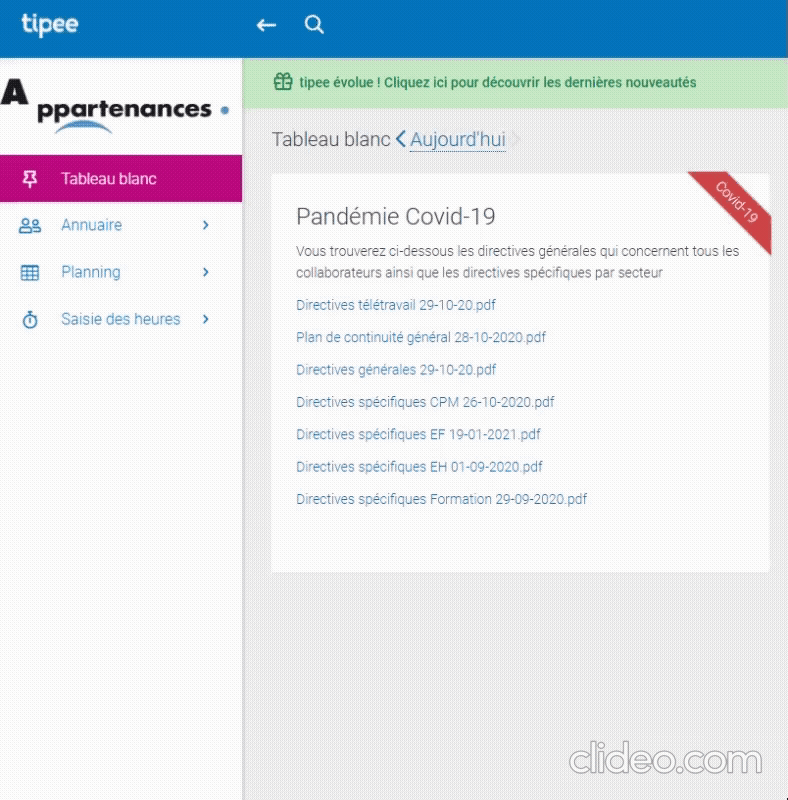 tipee
Appartenances
Tableau blanc
Annuaire
Planning
Saisie des heures
tipee évolue ! Cliquez ici pour découvrir les dernières nouveautés
Tableau blanc Aujourd'hui
Covid-19
Pandémie Covid-19
Vous trouverez ci-dessous les directives générales qui concernent tous les
collaborateurs ainsi que les directives spécifiques par secteur
Directives télétravail 29-10-20.pdf
Plan de continuité général 28-10-2020.pdf
Directives générales 29-10-20.pdf
Directives spécifiques CPM 26-10-2020.pdf
Directives spécifiques EF 19-01-2021.pdf
Directives spécifiques EH 01-09-2020.pdf
Directives spécifiques Formation 29-09-2020.pdf
clideo.com